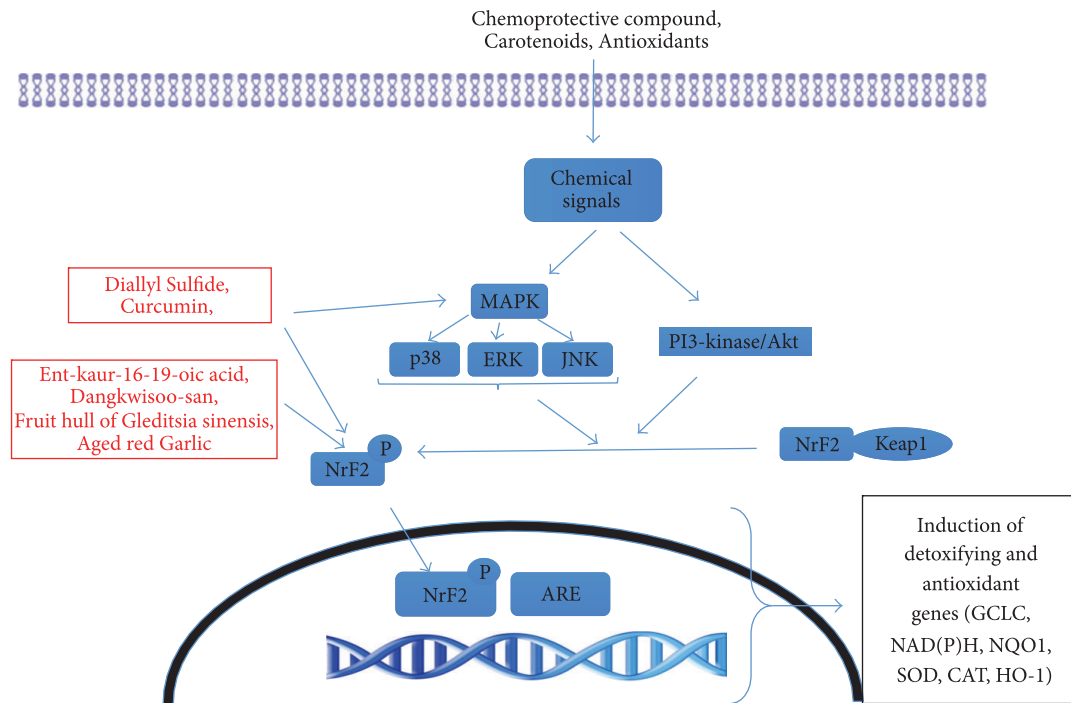 Chemoprotective compound,
Carotenoids, Antioxidants
Chemical
signals
Diallyl Sulfide,
Curcumin,
MAPK
p38
ERK
JNK
PI3-kinase/Akt
Ent-kaur-16-19-oic acid,
Dangkwisoo-san,
Fruit hull of Gleditsia sinensis,
Aged red Garlic
P
NrF2
NrF2
Keap1
P
NrF2
ARE
Induction of
detoxifying and
antioxidant
genes (GCLC,
NAD(P)H, NQO1,
SOD, CAT, HO-1)